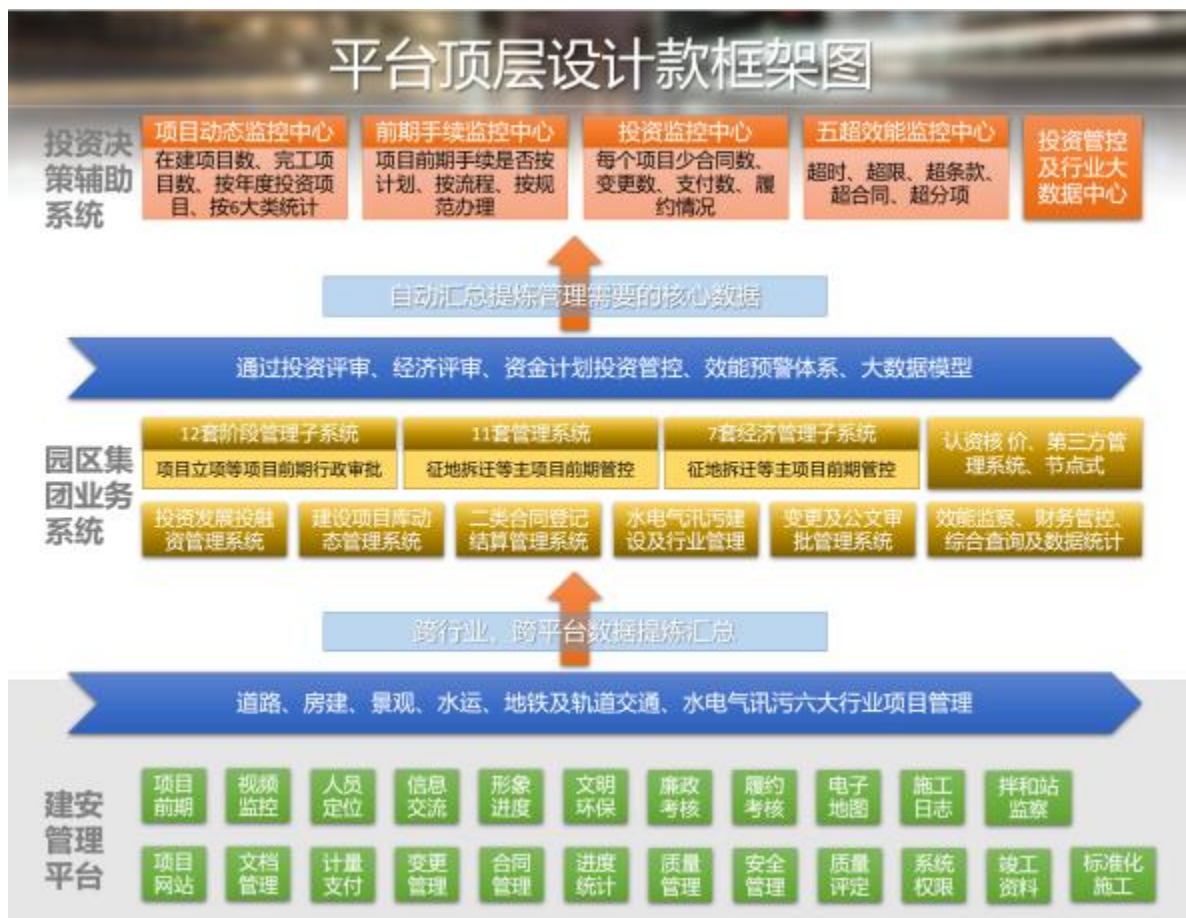 平台顶层设计款框架图
投资决
策辅助
系统
项目动态监控中心
在建项目数、完工项
目数、按年度投资项
目、按6大类统计
前期手续监控中心
项目前期手续是否按
计划、按流程、按规
范办理
投资监控中心
每个项目少合同数、
变更数、支付数、履
约情况
五超效能监控中心
超时、超限、超条款、
超合同、超分项
投资管控
及行业大
数据中心
自动汇总提炼管理需要的核心数据
通过投资评审、经济评审、资金计划投资管控、效能预警体系、大数据模型
园区集
团业务
系统
12套阶段管理子系统
项目立项等项目前期行政审批
11套管理系统
征地拆迁等主项目前期管控
7套经济管理子系统
征地拆迁等主项目前期管控
认资核 价、第三方管
理系统、节点式
投资发展投融
资管理系统
建设项目库动
态管理系统
二类合同登记
结算管理系统
水电气讯污建
设及行业管理
变更及公文审
批管理系统
效能监察、财务管控、
综合查询及数据统计
跨行业、跨平台数据提炼汇总
道路、房建、景观、水运、地铁及轨道交通、水电气讯污六大行业项目管理
建安
管理
平台
项目
前期
视频
监控
人员
定位
信息
交流
形象
进度
文明
环保
廉政
考核
履约
考核
电子
地图
施工
日志
拌和站
监察
项目
网站
文档
管理
计量
支付
变更
管理
合同
管理
进度
统计
质量
管理
安全
管理
质量
评定
系统
权限
竣工
资料
标准化
施工